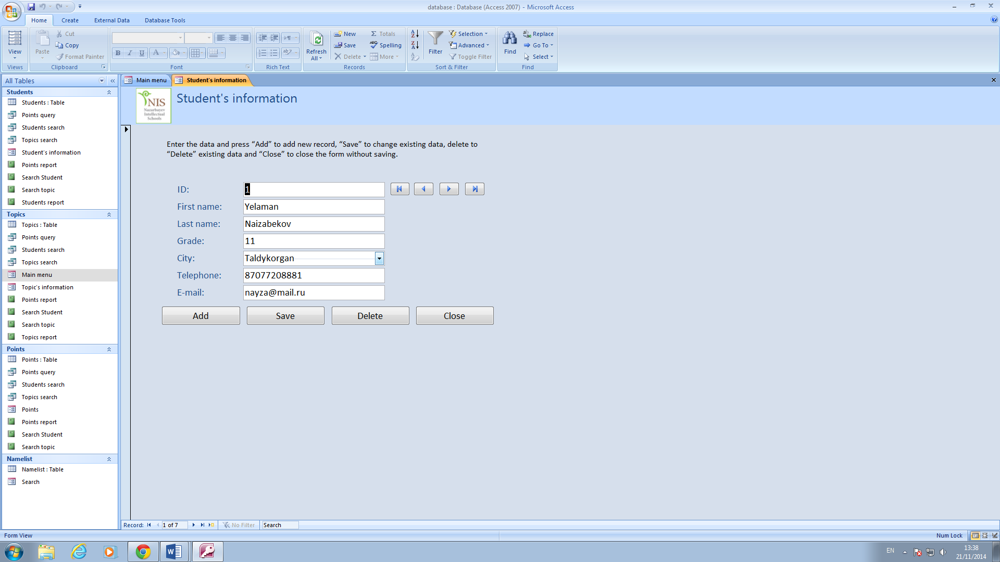 database : Database (Access 2007) - Microsoft Access
Home Create External Data Database Tools
View
Views
Paste
Cut
Copy
Format Painter
Clipboard
B I U A
Font
Rich Text
Refresh
All
New
Save
Delete
Totals
Spelling
More
Records
Filter
Selection
Advanced
Toggle Filter
Sort & Filter
Find
Replace
Go To
Select
Find
All Tables
Students
Students : Table
Points query
Students search
Topics search
Student's information
Points report
Search Student
Search topic
Students report
Topics
Topics : Table
Points query
Students search
Topics search
Main menu
Topic's information
Points report
Search Student
Search topic
Topics report
Points
Points : Table
Points query
Students search
Topics search
Points
Points report
Search Student
Search topic
Namelist
Namelist : Table
Search
Main menu Student's information
NIS
Nazarbayev
Intellectual
Schools
Student's information
Enter the data and press “Add” to add new record, “Save” to change existing data, delete to
“Delete” existing data and “Close” to close the form without saving.
ID: 1
First name: Yelaman
Last name: Naizabekov
Grade: 11
City: Taldykorgan
Telephone: 87077208881
E-mail: nayza@mail.ru
Add Save Delete Close
Record: 1 of 7 No Filter Search
Form View Num Lock
EN
13:38
21/11/2014